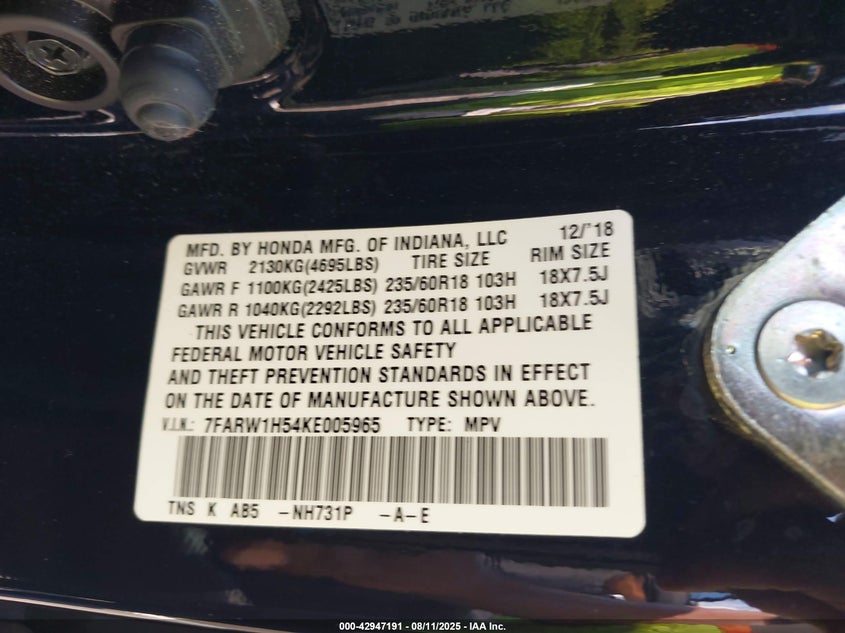 MFD. BY HONDA MFG. OF INDIANA, LLC 12/'18
GVWR 2130KG(4695LBS) TIRE SIZE RIM SIZE
GAWR F 1100KG(2425LBS) 235/60R18 103H 18X7.5J
GAWR R 1040KG(2292LBS) 235/60R18 103H 18X7.5J
THIS VEHICLE CONFORMS TO ALL APPLICABLE
FEDERAL MOTOR VEHICLE SAFETY
AND THEFT PREVENTION STANDARDS IN EFFECT
ON THE DATE OF MANUFACTURE SHOWN ABOVE.
V.I.N.: 7FARW1H54KE005965 TYPE: MPV
TNS K AB5 -NH731P -A-E
000-42947191 - 08/11/2025 - IAA Inc.